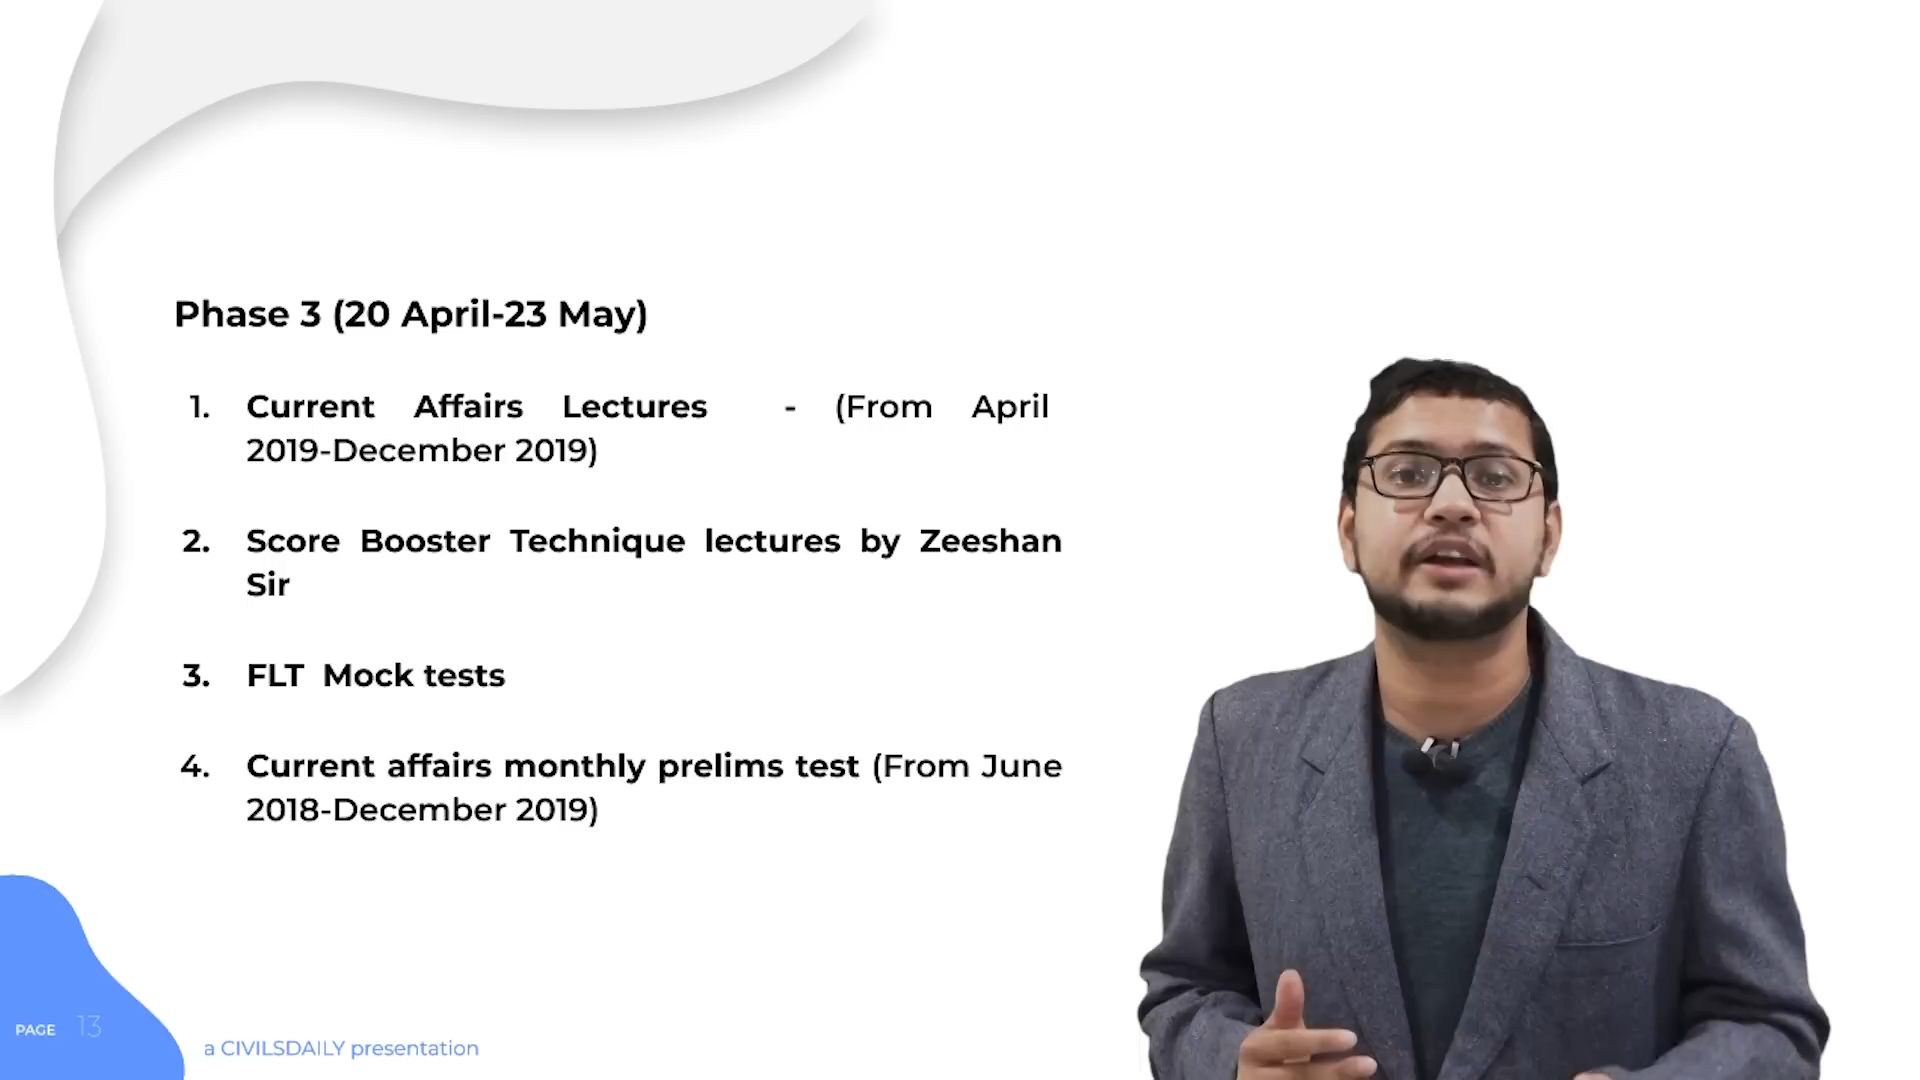 Phase 3 (20 April-23 May)
1. Current Affairs Lectures - (From April
2019-December 2019)
2. Score Booster Technique lectures by Zeeshan
Sir
3. FLT Mock tests
4. Current affairs monthly prelims test (From June
2018-December 2019)
PAGE 13
a CIVILSDAILY presentation